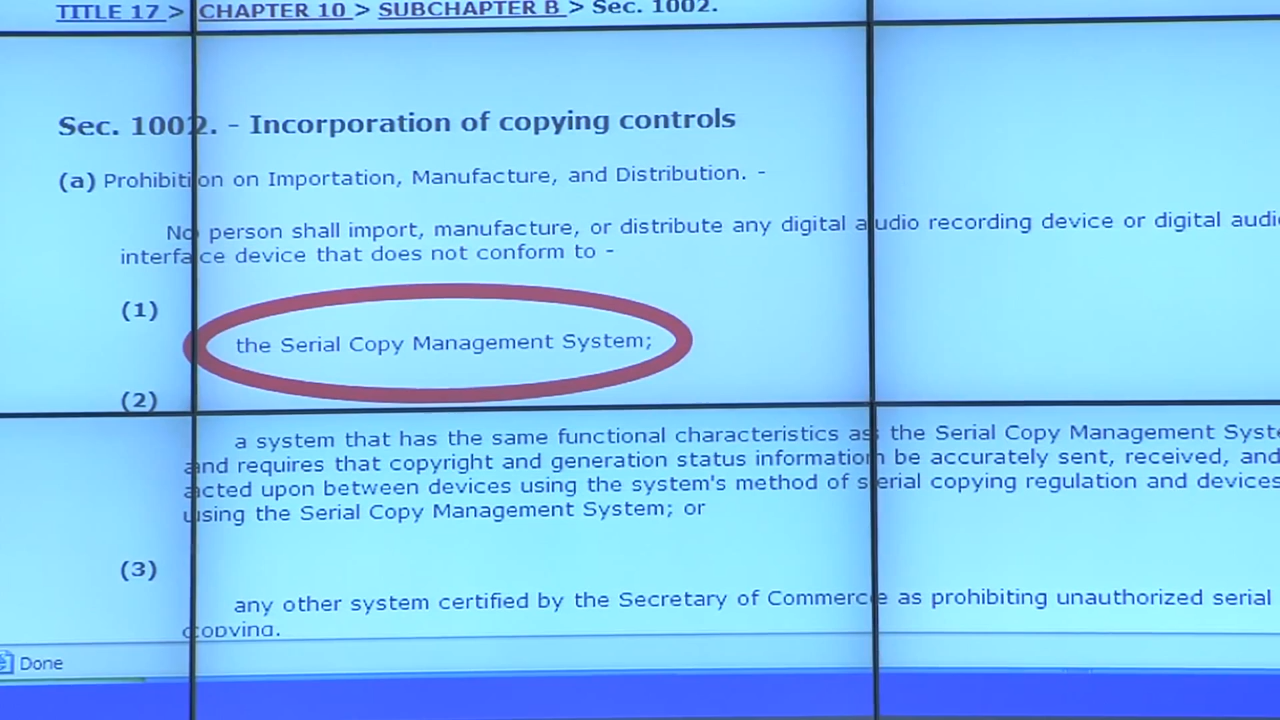 TITLE 17 > CHAPTER 10 > SUBCHAPTER B > Sec. 1002.
Sec. 1002. - Incorporation of copying controls
(a) Prohibition on Importation, Manufacture, and Distribution. -
No person shall import, manufacture, or distribute any digital audio recording device or digital audi
interface device that does not conform to -
(1)
the Serial Copy Management System;
(2)
a system that has the same functional characteristics as the Serial Copy Management Syste
and requires that copyright and generation status information be accurately sent, received, and
acted upon between devices using the system's method of serial copying regulation and devices
using the Serial Copy Management System; or
(3)
any other system certified by the Secretary of Commerce as prohibiting unauthorized serial
copying.
Done